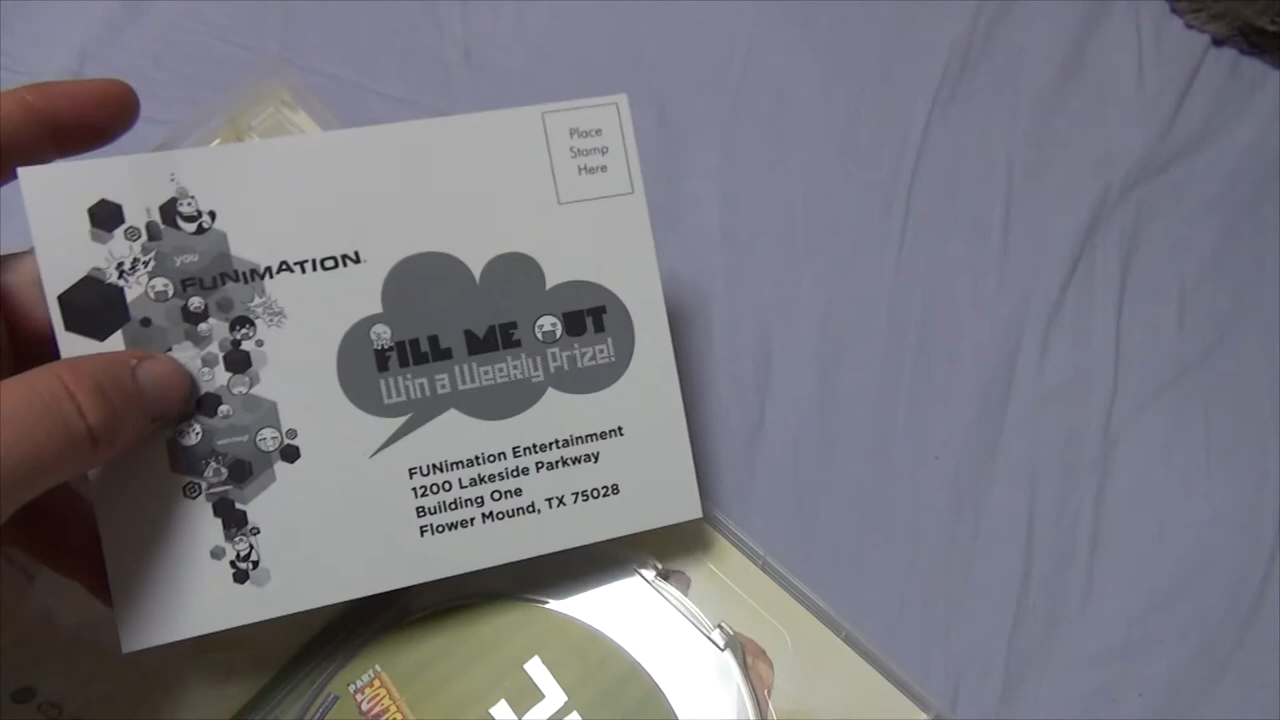 Place
Stamp
Here
you
FUNIMATION
FILL ME OUT
Win a Weekly Prize!
FUNimation Entertainment
1200 Lakeside Parkway
Building One
Flower Mound, TX 75028
PART